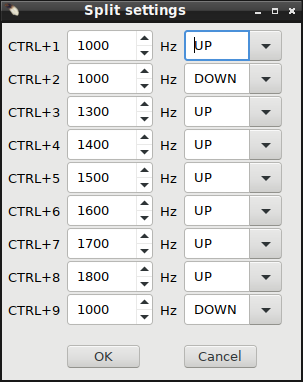 Split settings
CTRL+1 1000 Hz UP
CTRL+2 1000 Hz DOWN
CTRL+3 1300 Hz UP
CTRL+4 1400 Hz UP
CTRL+5 1500 Hz UP
CTRL+6 1600 Hz UP
CTRL+7 1700 Hz UP
CTRL+8 1800 Hz UP
CTRL+9 1000 Hz DOWN
OK Cancel